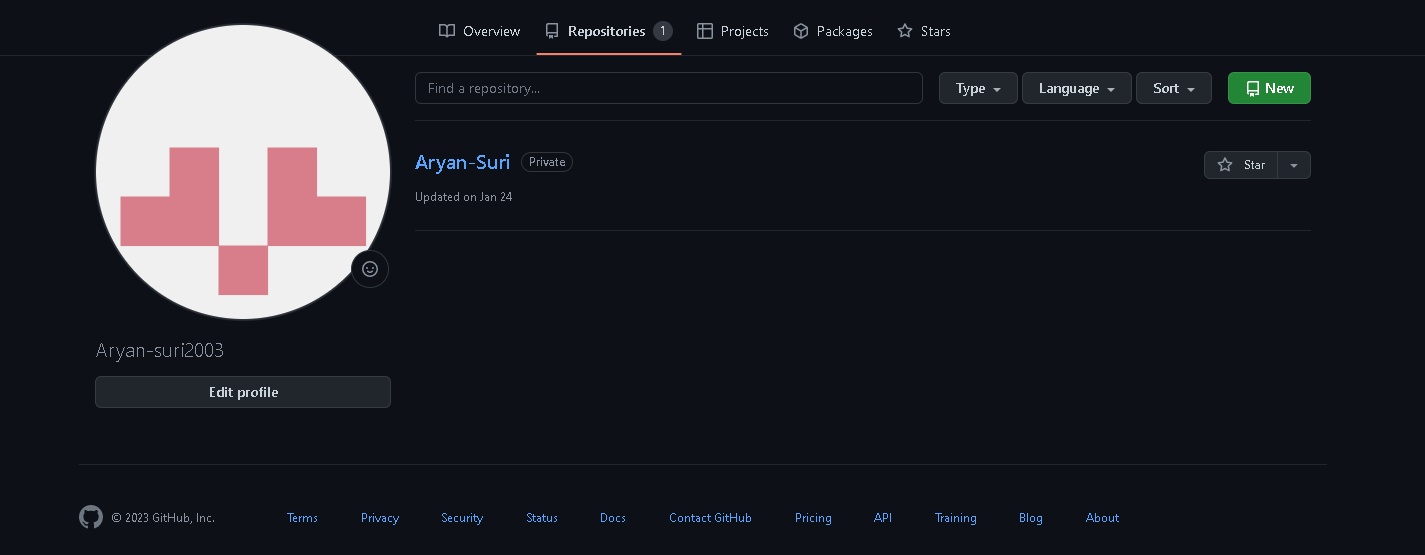 Overview Repositories 1 Projects Packages Stars
Find a repository... Type Language Sort New
Aryan-Suri Private Star
Updated on Jan 24
Aryan-suri2003
Edit profile
© 2023 GitHub, Inc. Terms Privacy Security Status Docs Contact GitHub Pricing API Training Blog About